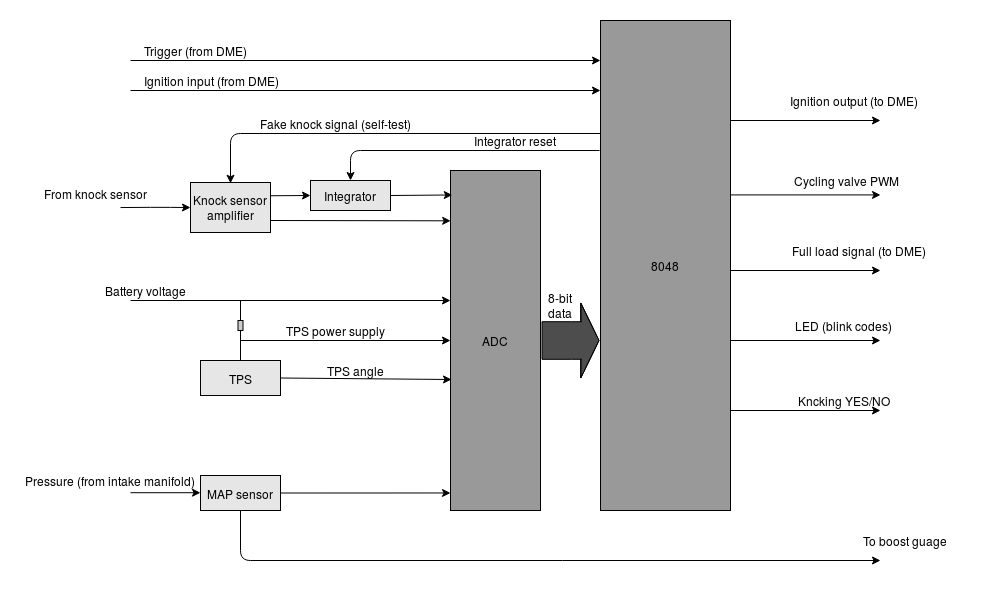 Trigger (from DME)
Ignition input (from DME)
Ignition output (to DME)
Fake knock signal (self-test)
Integrator reset
Cycling valve PWM
From knock sensor
Knock sensor
amplifier
Integrator
Full load signal (to DME)
8048
Battery voltage
8-bit
data
TPS power supply
LED (blink codes)
ADC
TPS
TPS angle
Kncking YES/NO
Pressure (from intake manifold)
MAP sensor
To boost guage